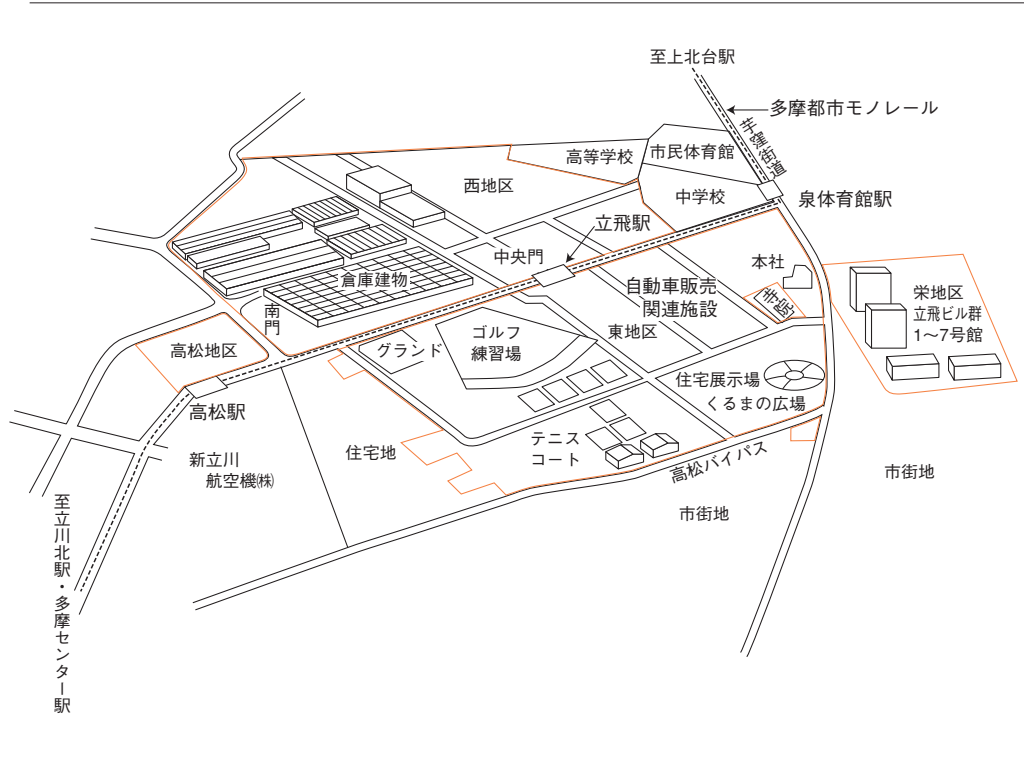 至上北台駅
多摩都市モノレール
芋窪街道
高等学校
市民体育館
西地区
中学校
泉体育館駅
立飛駅
中央門
本社
倉庫建物
自動車販売
関連施設
寺院
栄地区
立飛ビル群
1〜7号館
南門
ゴルフ
練習場
東地区
グランド
高松地区
住宅展示場
くるまの広場
高松駅
テニス
コート
住宅地
新立川
航空機㈱
高松バイパス
市街地
市街地
至立川北駅・多摩センター駅